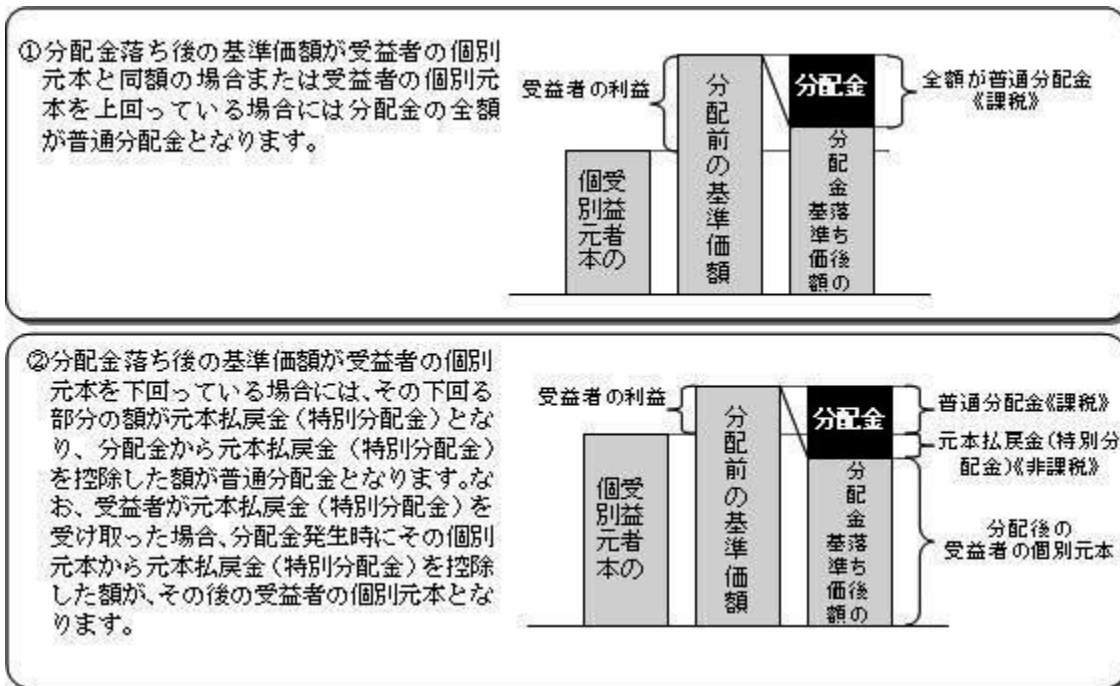 ①分配金落ち後の基準価額が受益者の個別
元本と同額の場合または受益者の個別元
本を上回っている場合には分配金の全額
が普通分配金となります。
受益者の利益
受益者の
個別元本
分配前の基準価額
分配金
分配金落ち後の
基準価額
全額が普通分配金
《課税》
②分配金落ち後の基準価額が受益者の個別
元本を下回っている場合には、その下回る
部分の額が元本払戻金（特別分配金）とな
り、分配金から元本払戻金（特別分配金）
を控除した額が普通分配金となります。な
お、受益者が元本払戻金（特別分配金）を
受け取った場合、分配金発生時にその個別
元本から元本払戻金（特別分配金）を控除
した額が、その後の受益者の個別元本とな
ります。
受益者の利益
受益者の
個別元本
分配前の基準価額
分配金
分配金落ち後の
基準価額
普通分配金《課税》
元本払戻金(特別分
配金)《非課税》
分配後の
受益者の個別元本